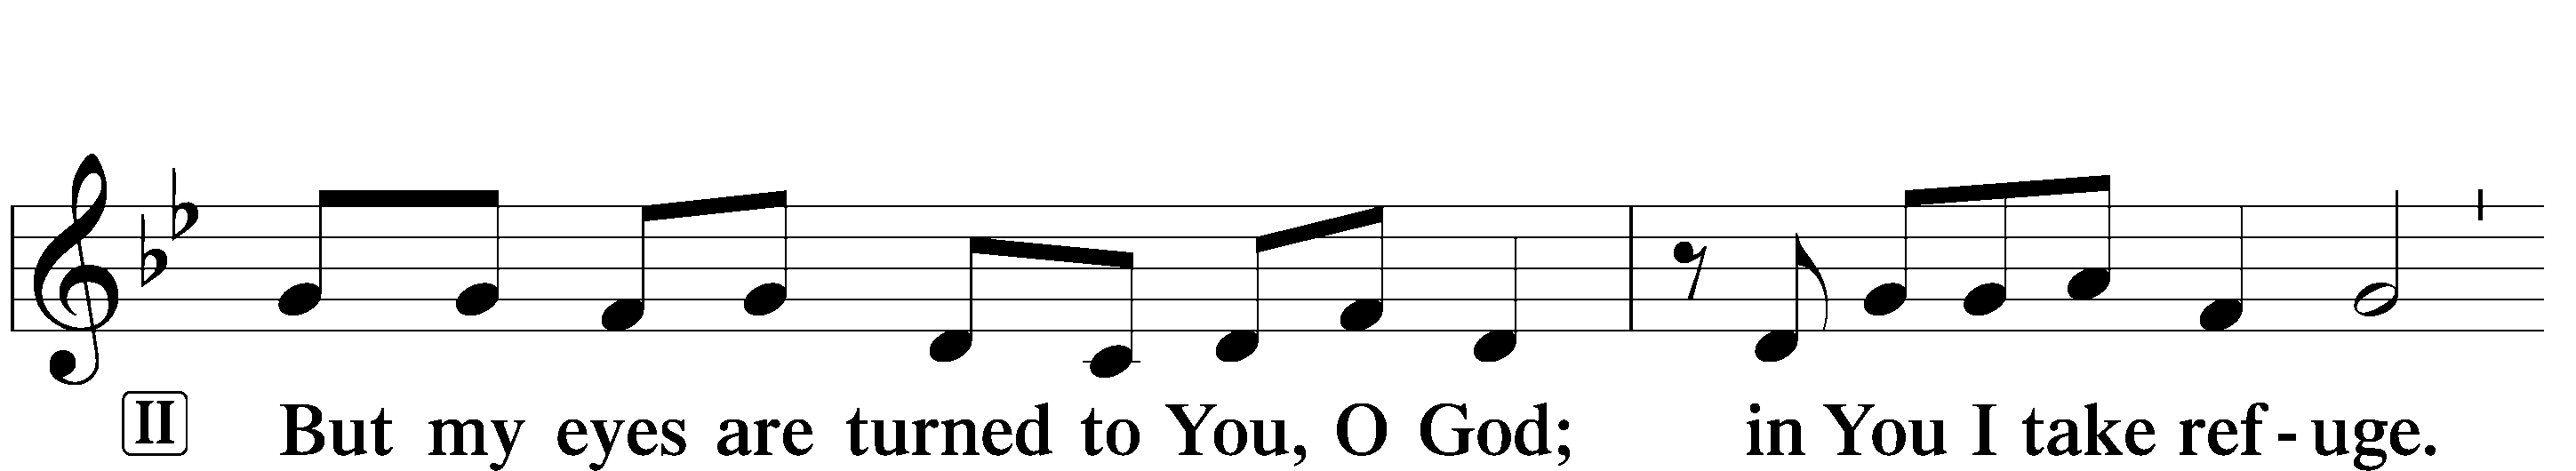 II But my eyes are turned to You, O God; in You I take ref - uge.